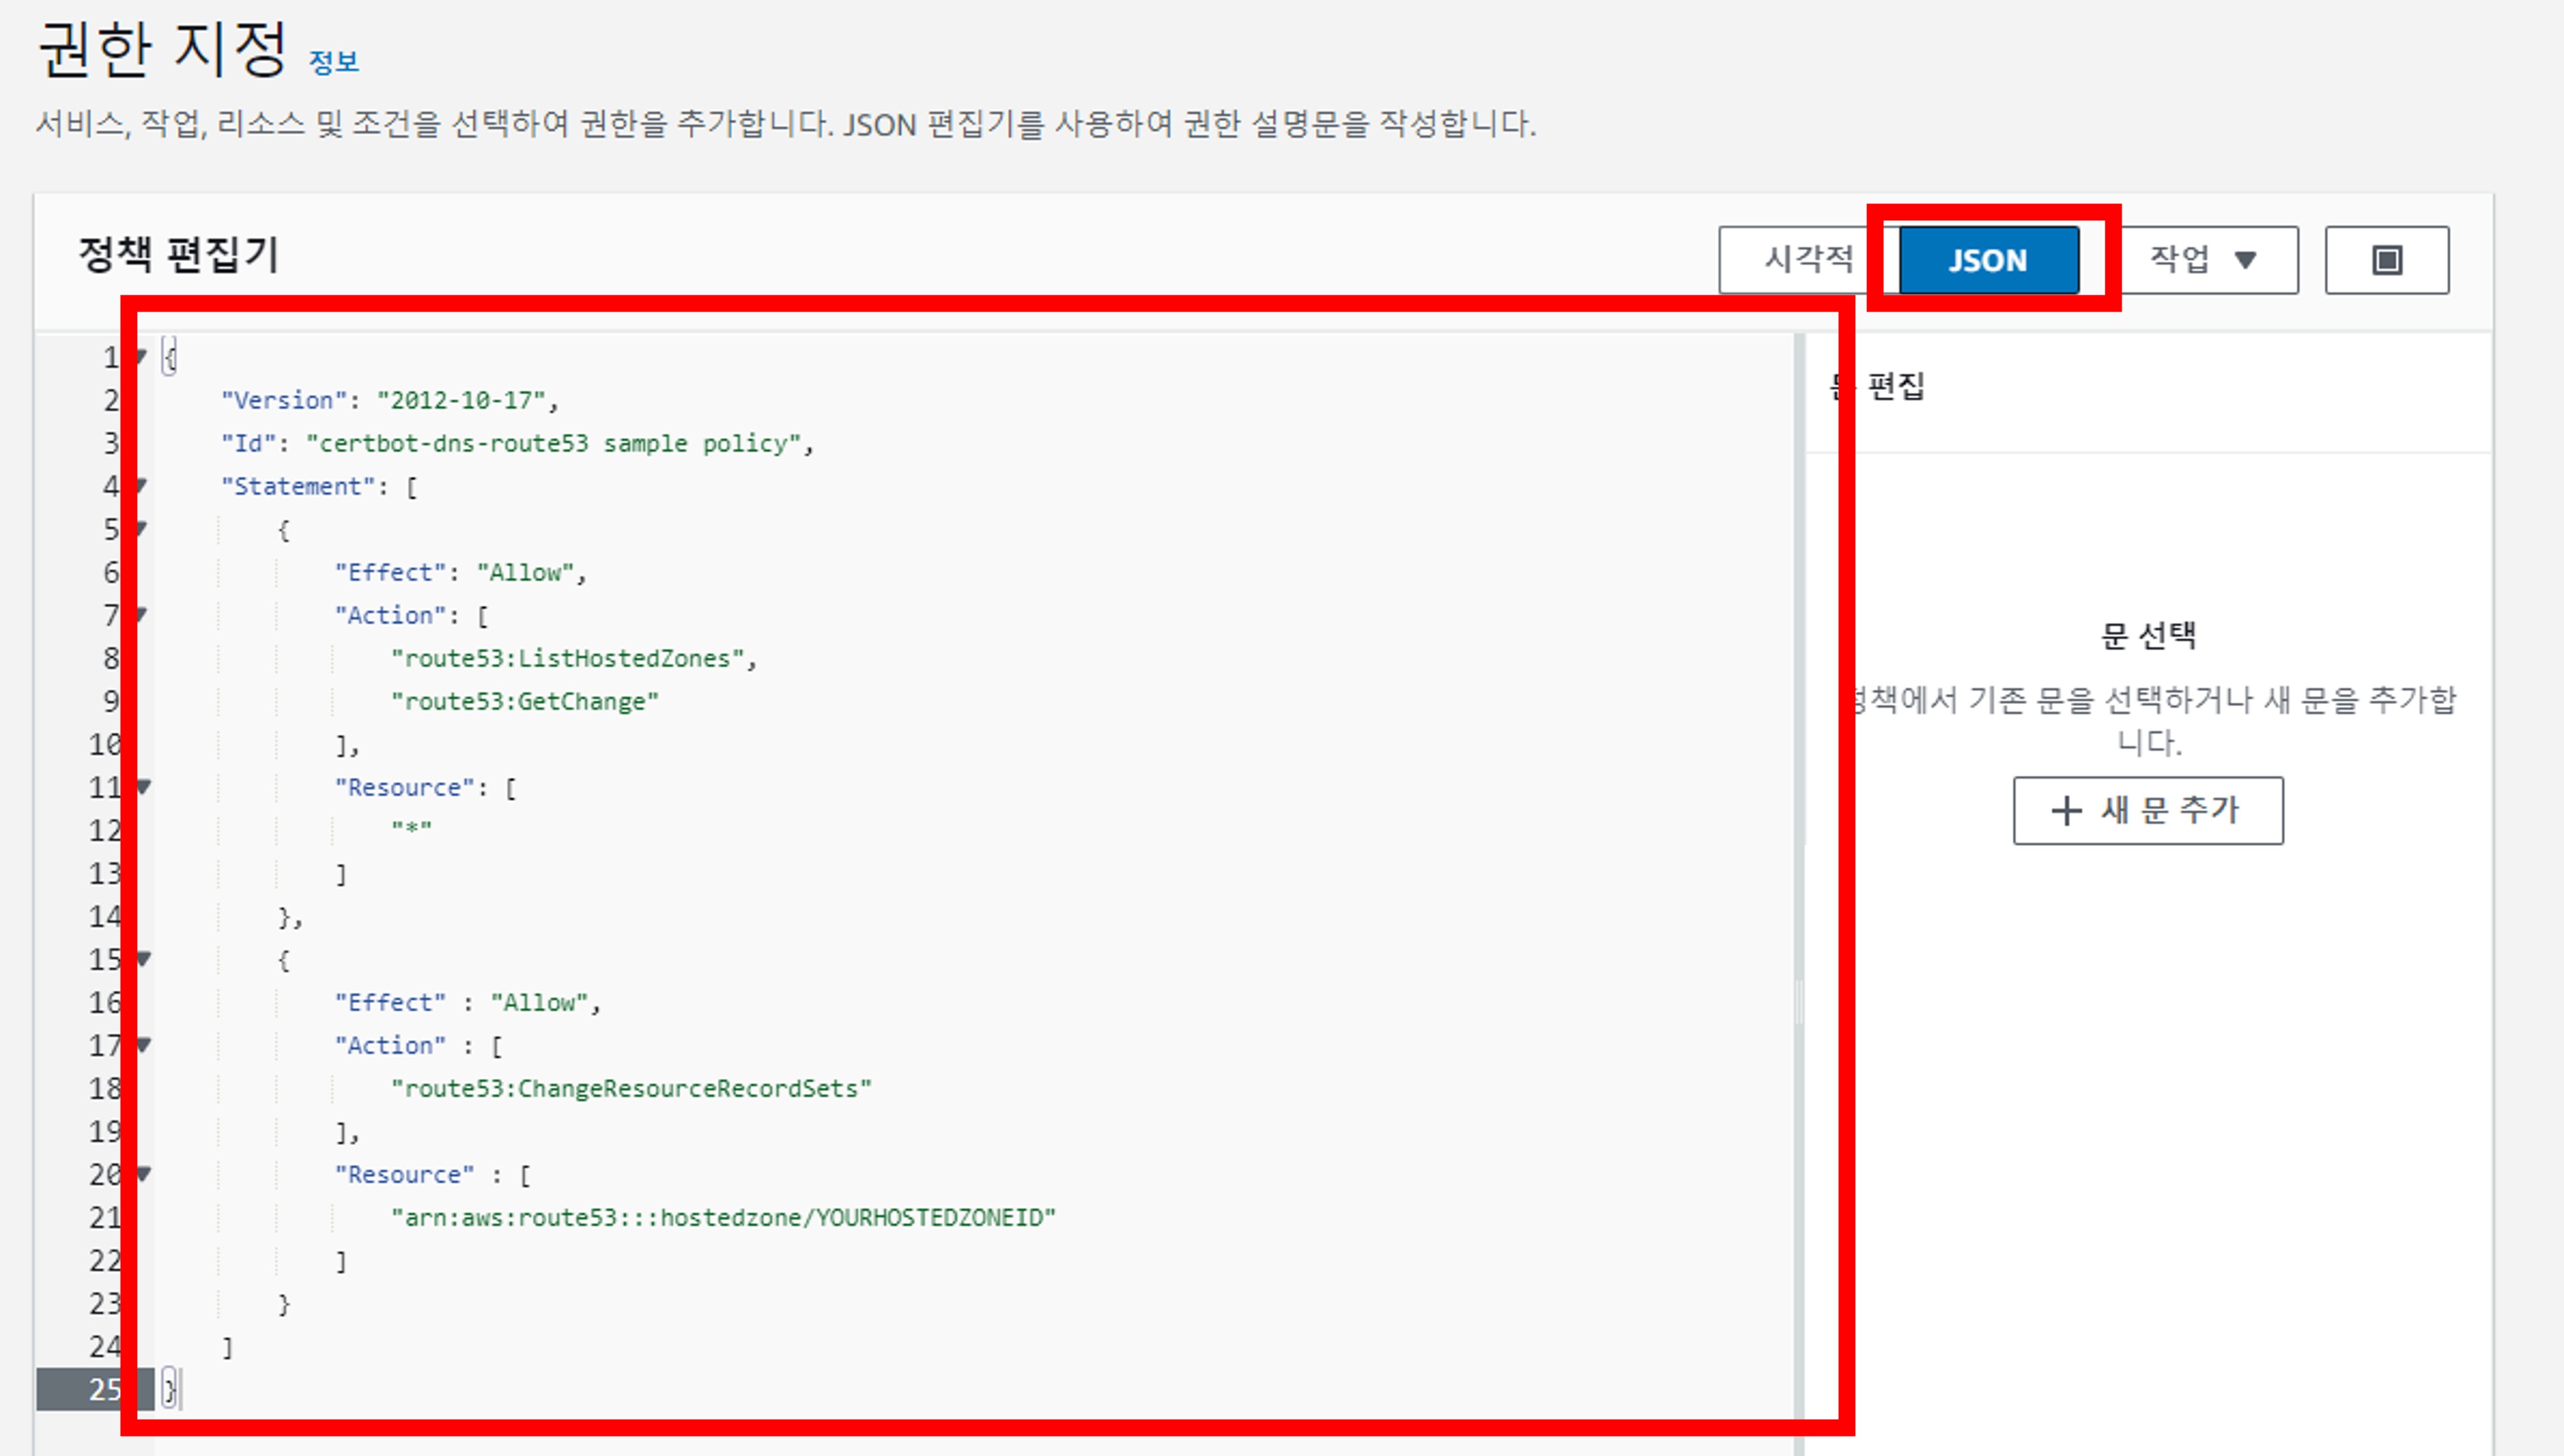 권한 지정 정보
서비스, 작업, 리소스 및 조건을 선택하여 권한을 추가합니다. JSON 편집기를 사용하여 권한 설명문을 작성합니다.
정책 편집기
시각적 JSON 작업
1 {
2 "Version": "2012-10-17",
3 "Id": "certbot-dns-route53 sample policy",
4 "Statement": [
5 {
6 "Effect": "Allow",
7 "Action": [
8 "route53:ListHostedZones",
9 "route53:GetChange"
10 ],
11 "Resource": [
12 "*"
13 ]
14 },
15 {
16 "Effect" : "Allow",
17 "Action" : [
18 "route53:ChangeResourceRecordSets"
19 ],
20 "Resource" : [
21 "arn:aws:route53:::hostedzone/YOURHOSTEDZONEID"
22 ]
23 }
24 ]
25 }
편집
문 선택
정책에서 기존 문을 선택하거나 새 문을 추가합
니다.
+ 새 문 추가